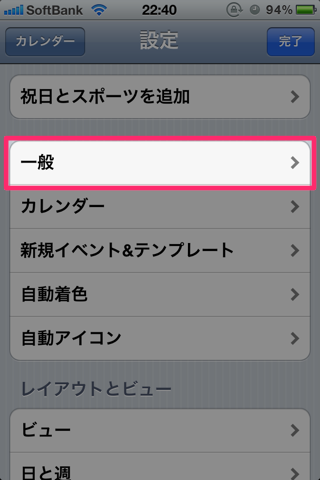 SoftBank 22:40 94%
カレンダー 設定 完了
祝日とスポーツを追加
一般
カレンダー
新規イベント&テンプレート
自動着色
自動アイコン
レイアウトとビュー
ビュー
日と週